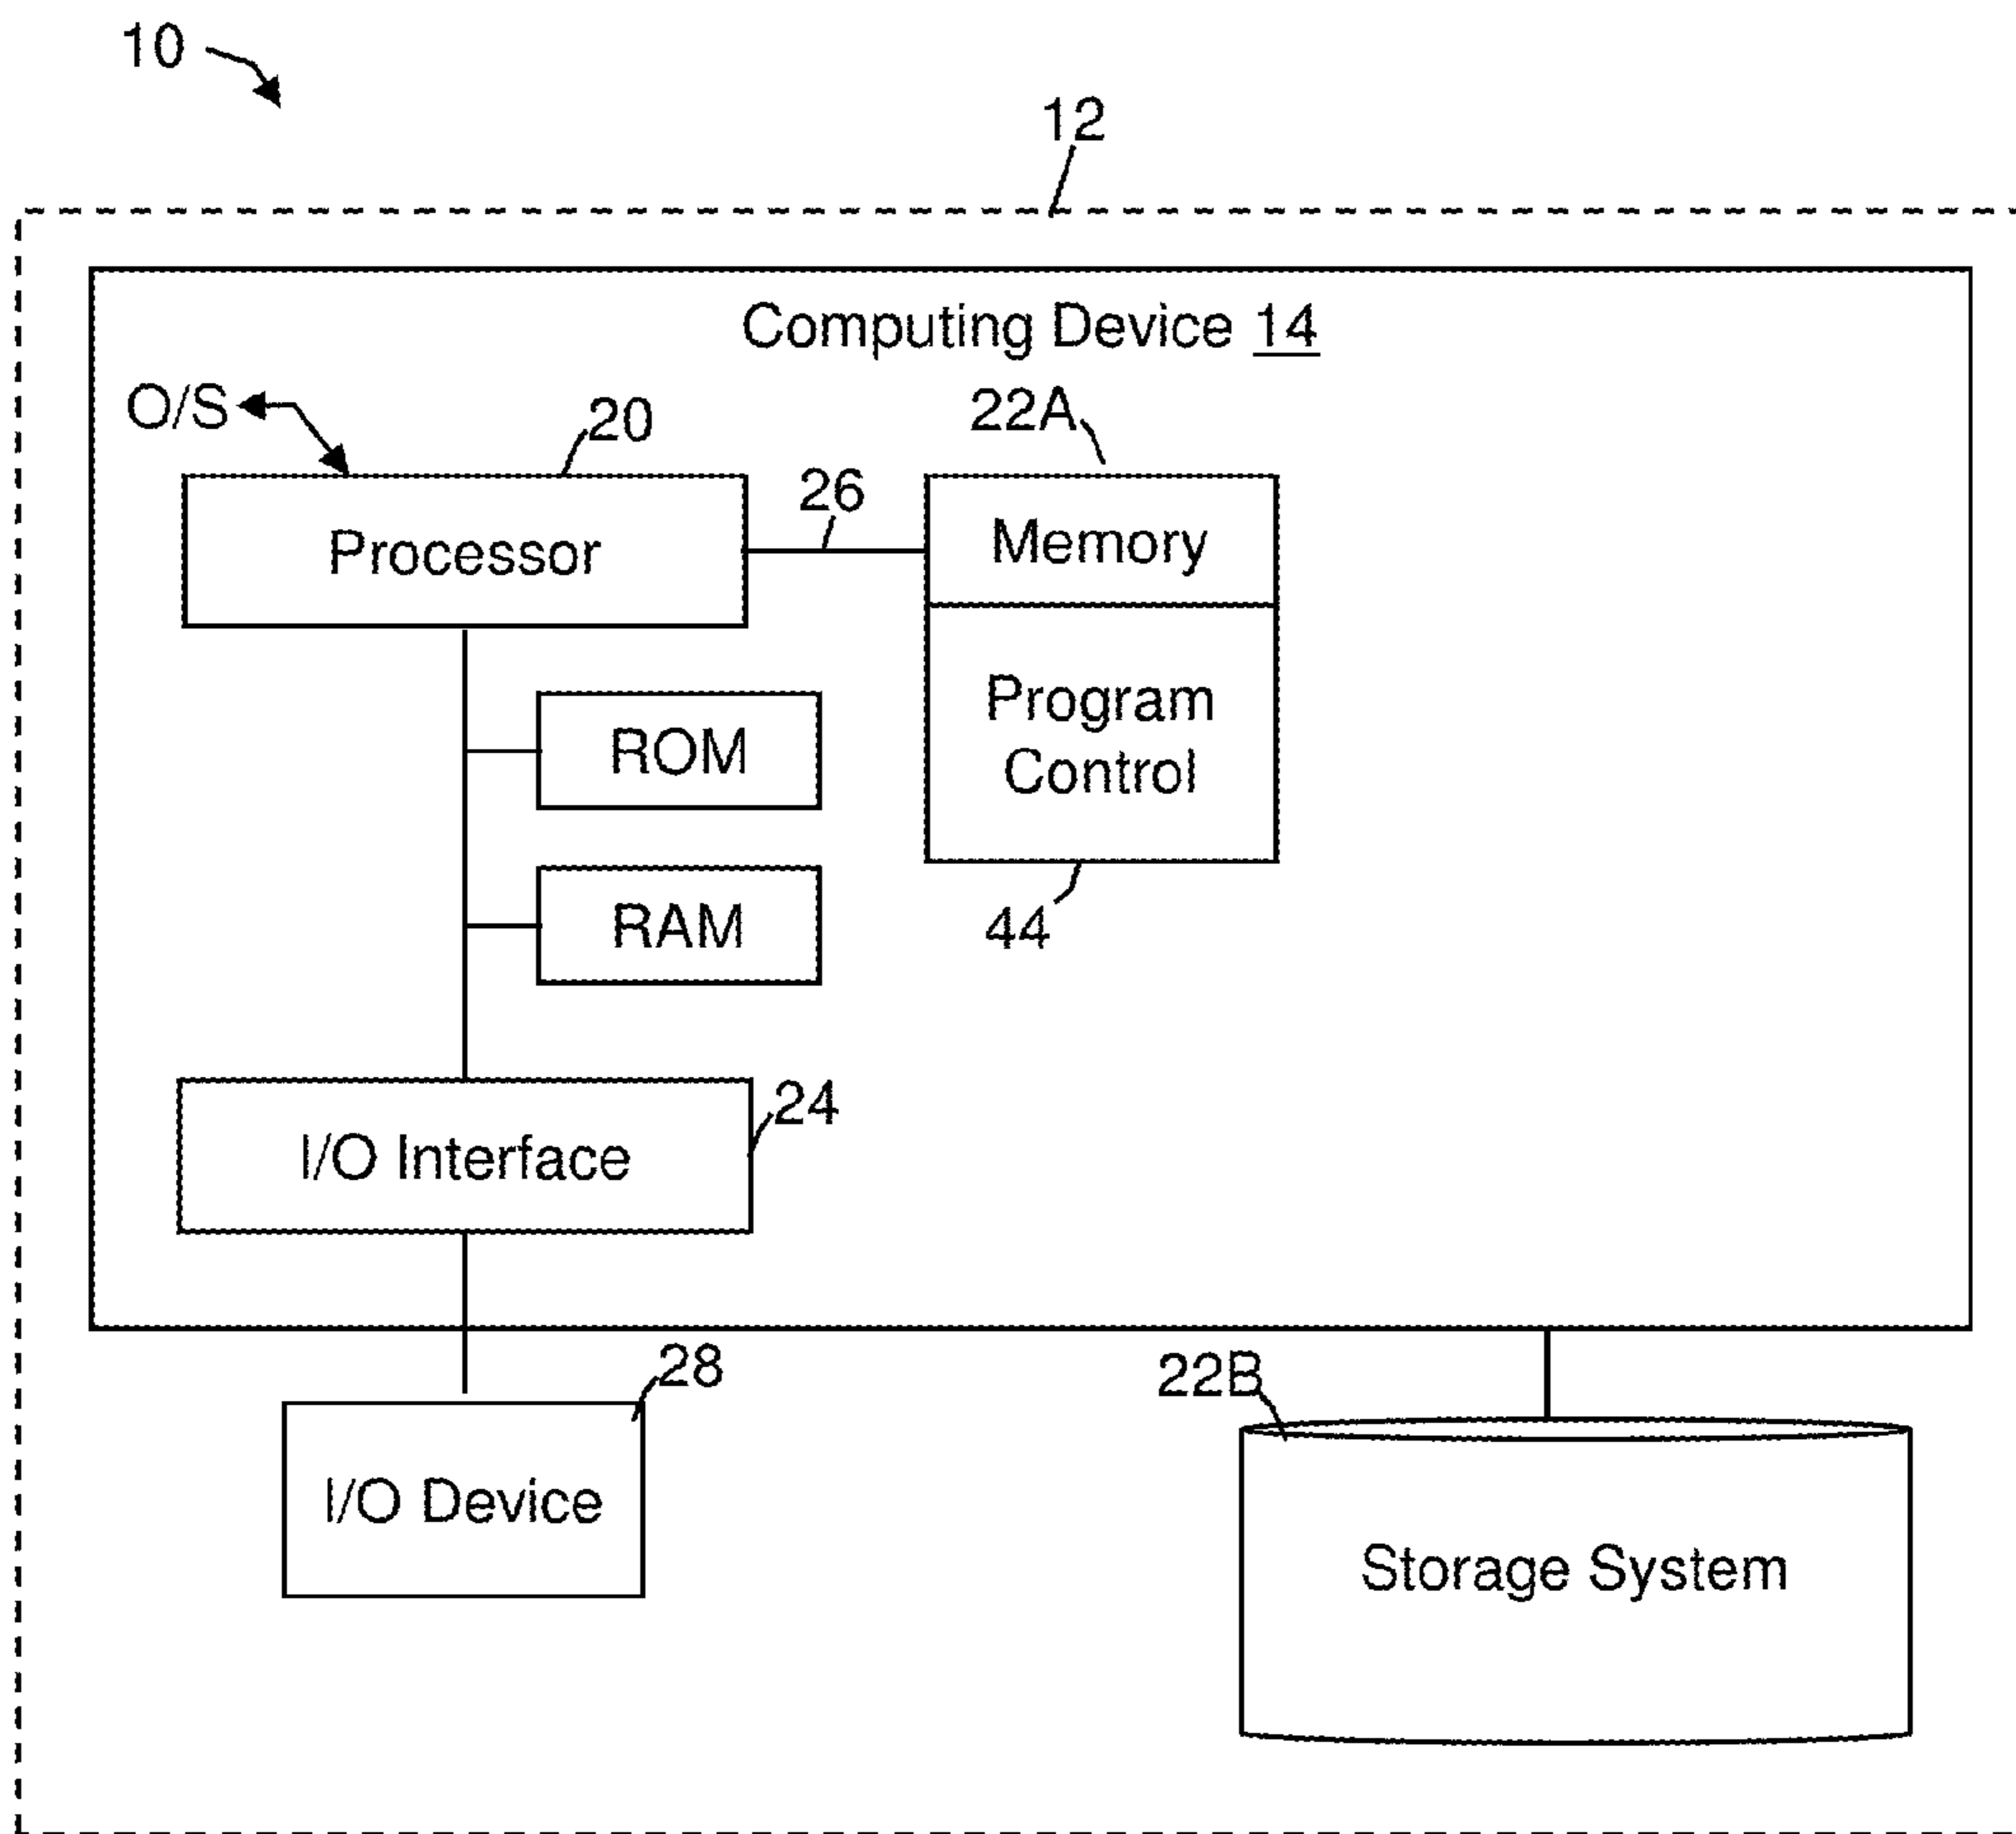 10
12
Computing Device 14
O/S
20
22A
26
Processor
Memory
Program
Control
ROM
RAM
44
24
I/O Interface
28
22B
I/O Device
Storage System